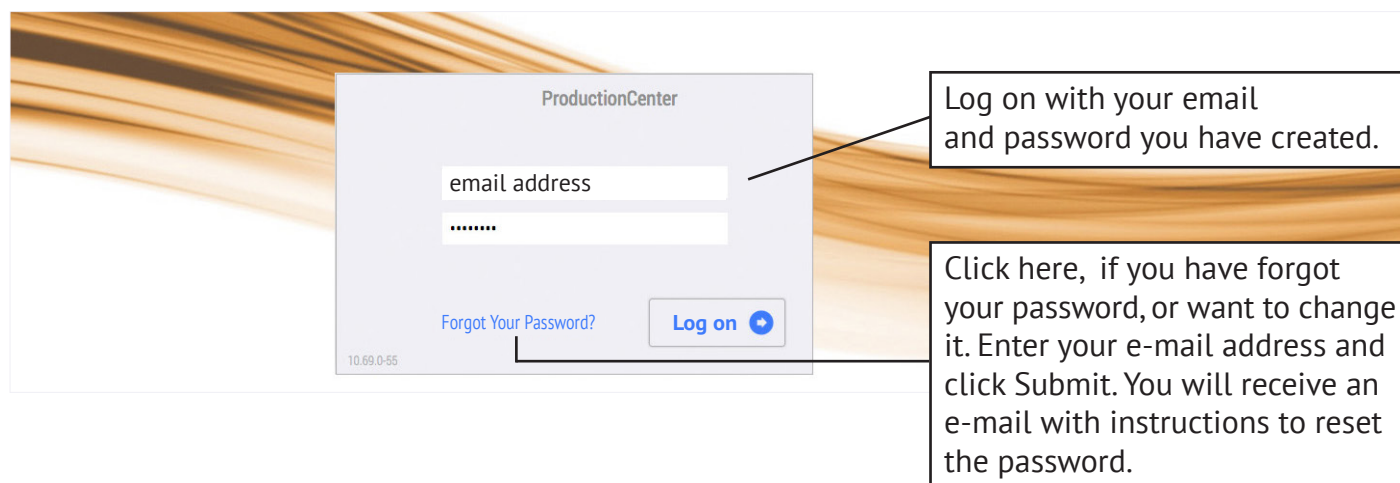 ProductionCenter
email address
••••••••
Forgot Your Password?
Log on
10.69.0-55
Log on with your email
and password you have created.
Click here, if you have forgot
your password, or want to change
it. Enter your e-mail address and
click Submit. You will receive an
e-mail with instructions to reset
the password.